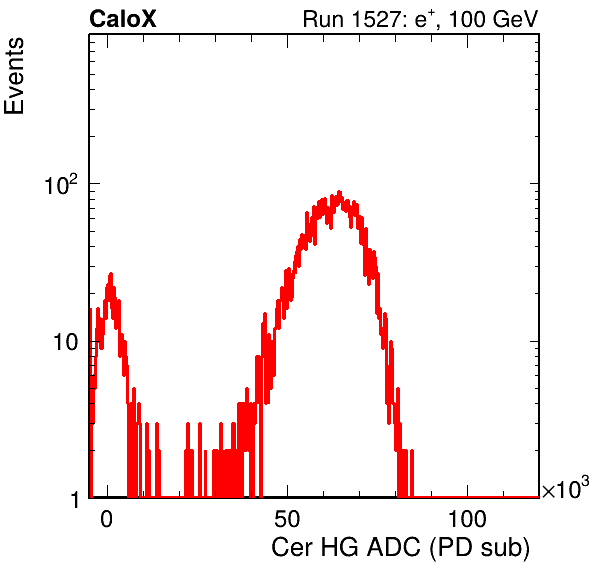 CaloX Run 1527: e+, 100 GeV
Events
10²
10
1
0 50 100 ×10³
Cer HG ADC (PD sub)